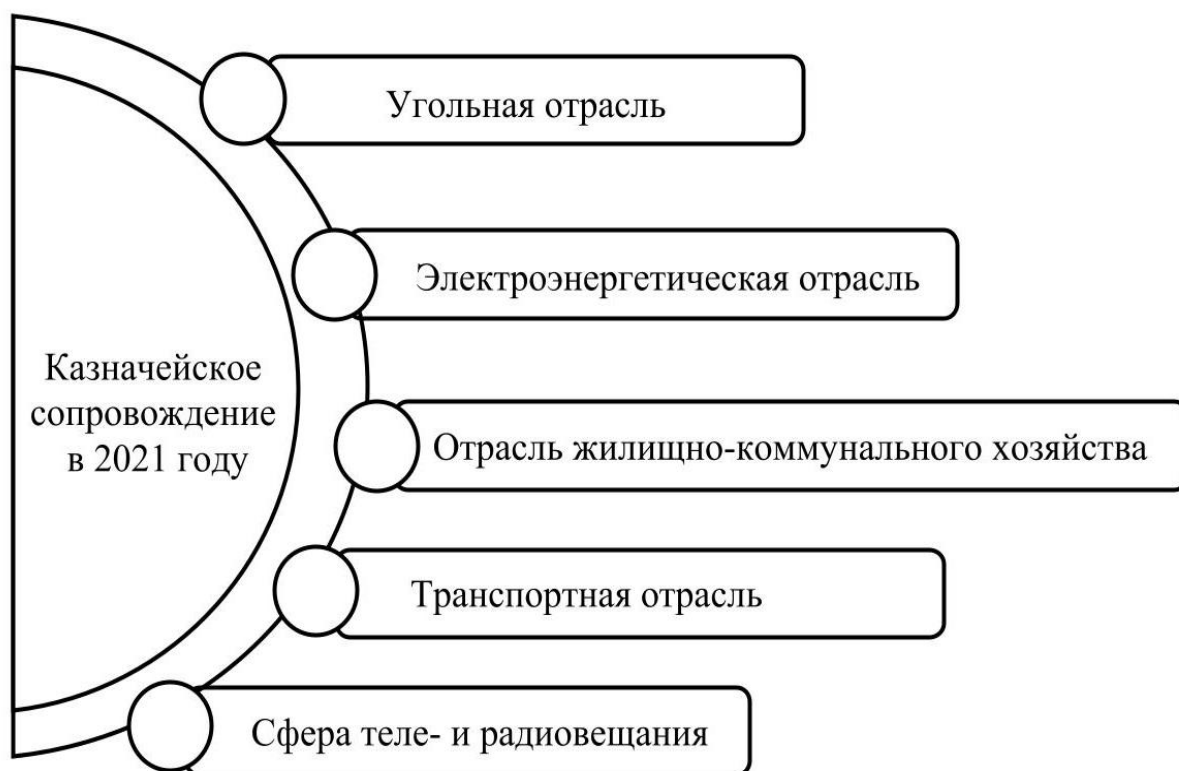 Угольная отрасль
Электроэнергетическая отрасль
Казначейское
сопровождение
в 2021 году
Отрасль жилищно-коммунального хозяйства
Транспортная отрасль
Сфера теле- и радиовещания